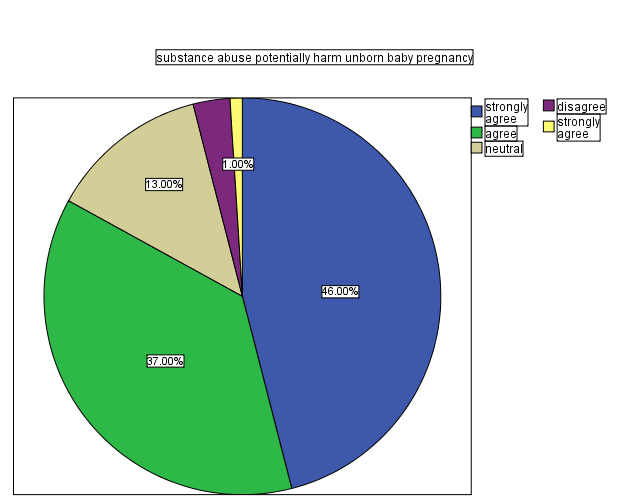 substance abuse potentially harm unborn baby pregnancy
strongly
agree
agree
neutral
disagree
strongly
agree
1.00%
13.00%
46.00%
37.00%